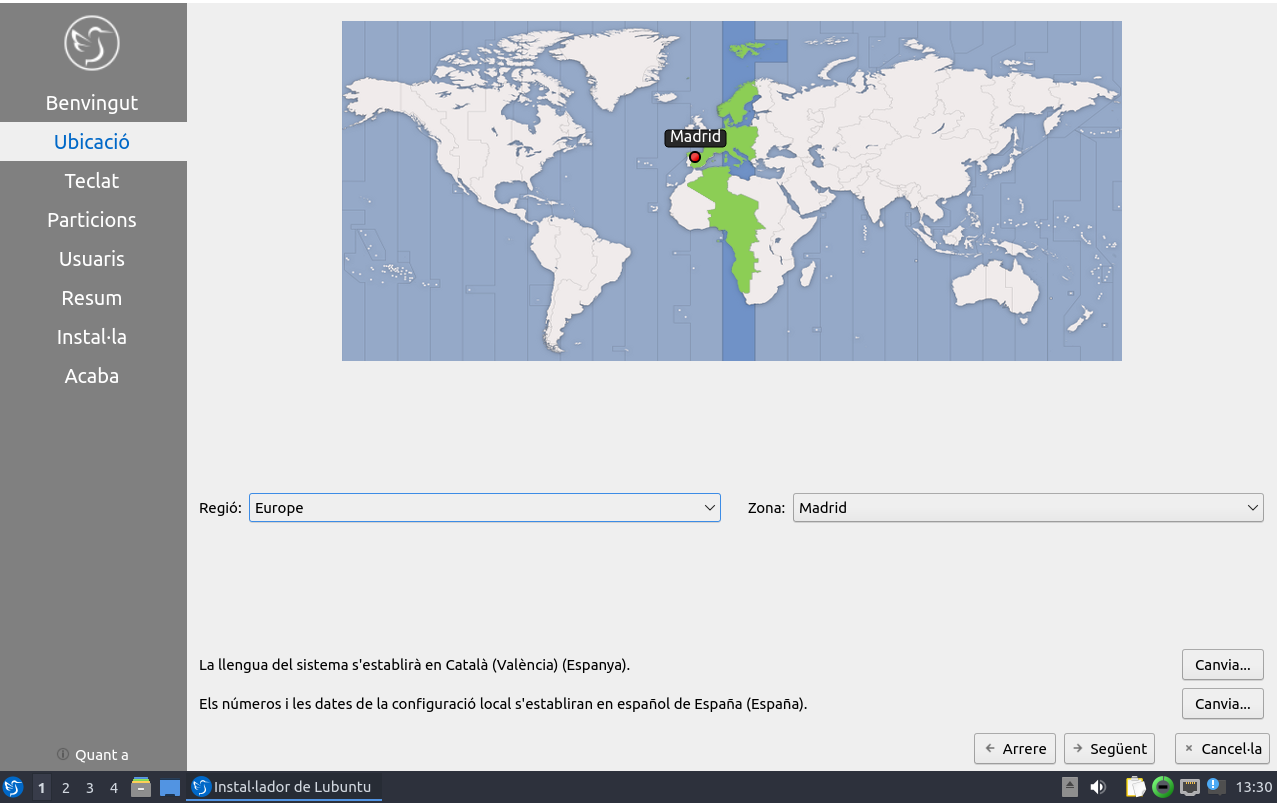 Benvingut
Ubicació
Teclat
Particions
Usuaris
Resum
Instal·la
Acaba
Quant a
Madrid
Regió: Europe
Zona: Madrid
La llengua del sistema s'establirà en Català (València) (Espanya).
Canvia...
Els números i les dates de la configuració local s'establiran en español de España (España).
Canvia...
Arrere
Següent
Cancel·la
1 2 3 4
Instal·lador de Lubuntu
13:30